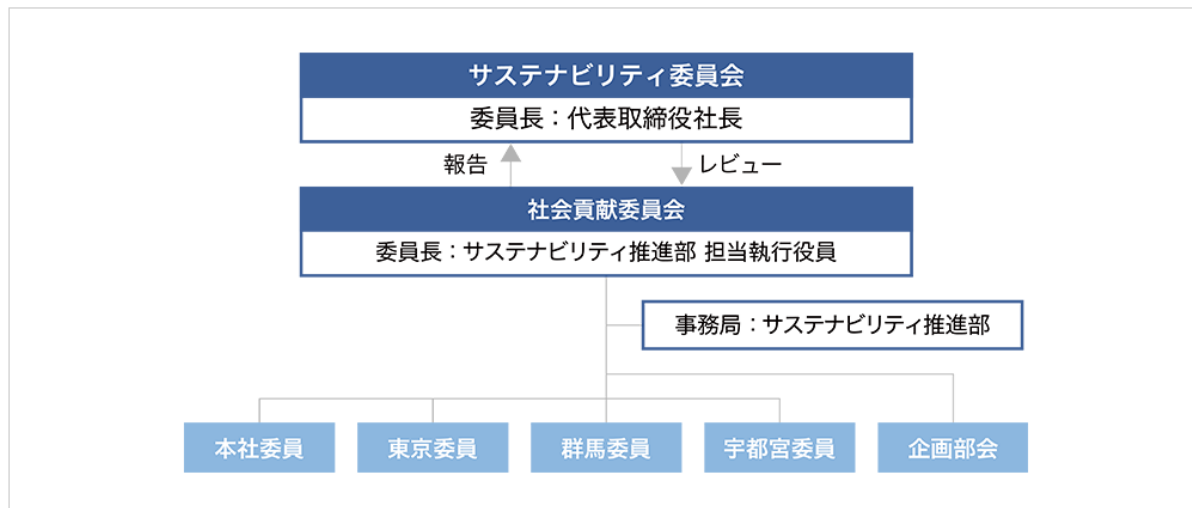 サステナビリティ委員会
委員長：代表取締役社長
報告
レビュー
社会貢献委員会
委員長：サステナビリティ推進部 担当執行役員
事務局：サステナビリティ推進部
本社委員
東京委員
群馬委員
宇都宮委員
企画部会